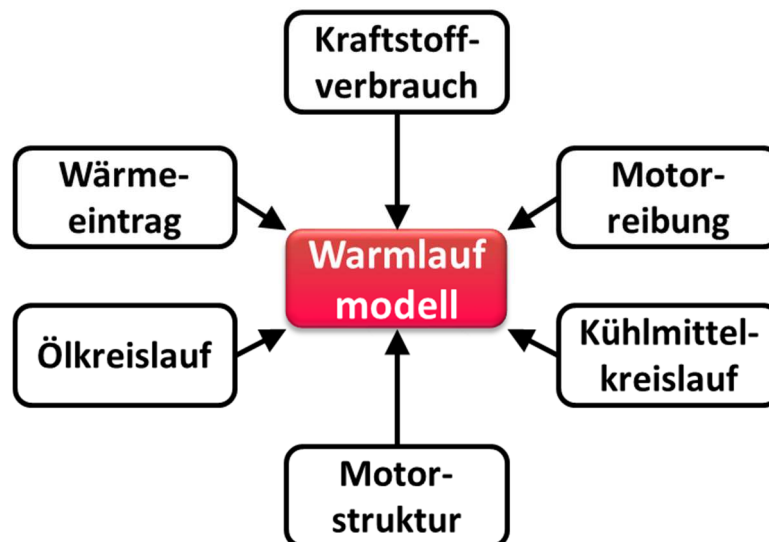 Kraftstoff-
verbrauch
Wärme-
eintrag
Motor-
reibung
Warmlauf
modell
Ölkreislauf
Kühlmittel-
kreislauf
Motor-
struktur